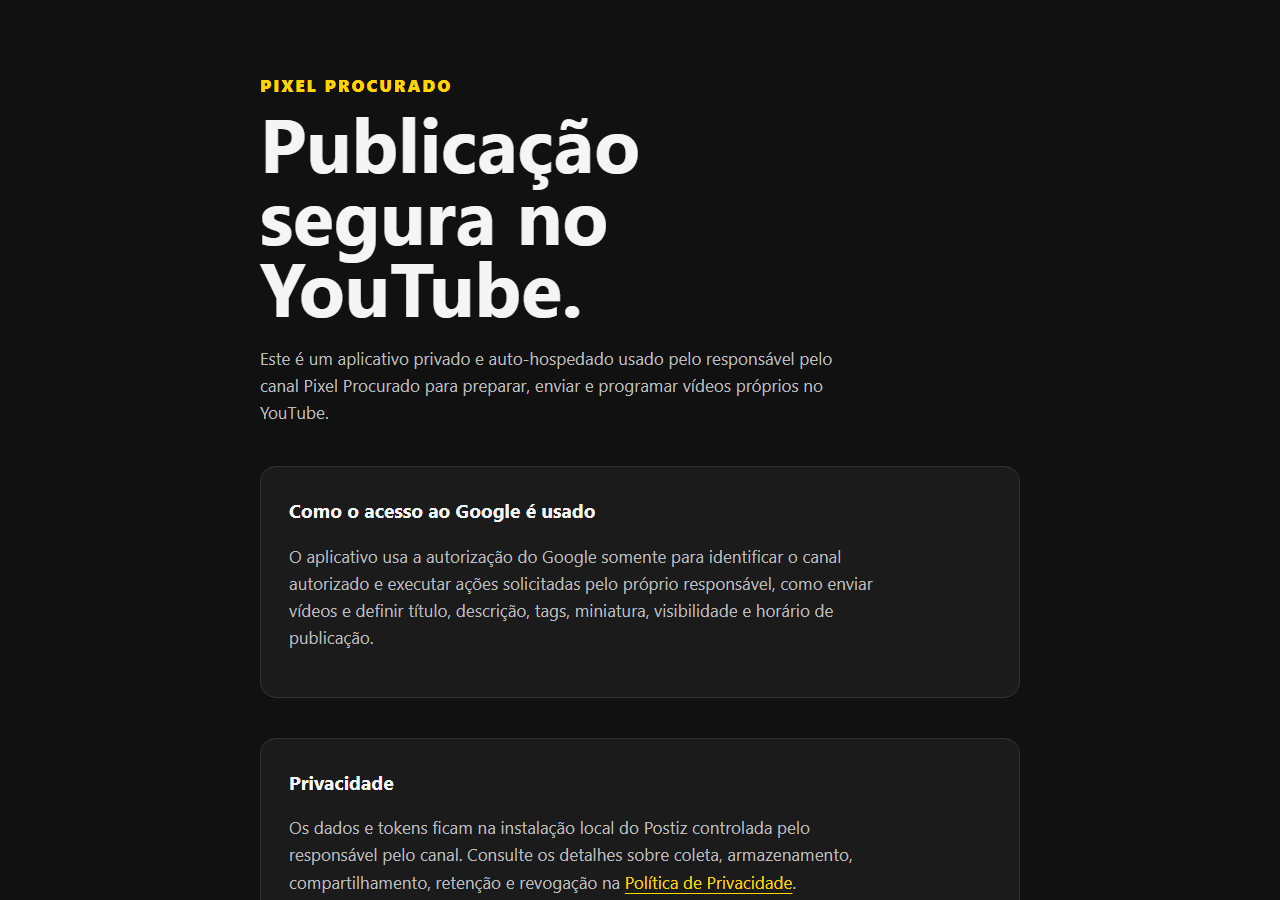 PIXEL PROCURADO
Publicação
segura no
YouTube.
Este é um aplicativo privado e auto-hospedado usado pelo responsável pelo
canal Pixel Procurado para preparar, enviar e programar vídeos próprios no
YouTube.
Como o acesso ao Google é usado
O aplicativo usa a autorização do Google somente para identificar o canal
autorizado e executar ações solicitadas pelo próprio responsável, como enviar
vídeos e definir título, descrição, tags, miniatura, visibilidade e horário de
publicação.
Privacidade
Os dados e tokens ficam na instalação local do Postiz controlada pelo
responsável pelo canal. Consulte os detalhes sobre coleta, armazenamento,
compartilhamento, retenção e revogação na Política de Privacidade.